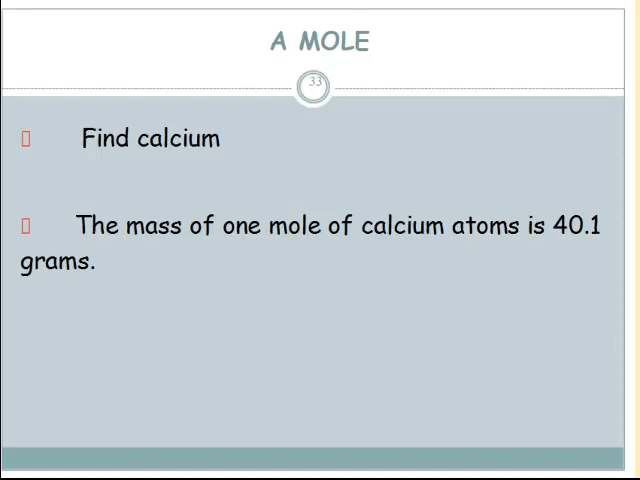 A MOLE
33
Find calcium
The mass of one mole of calcium atoms is 40.1
grams.